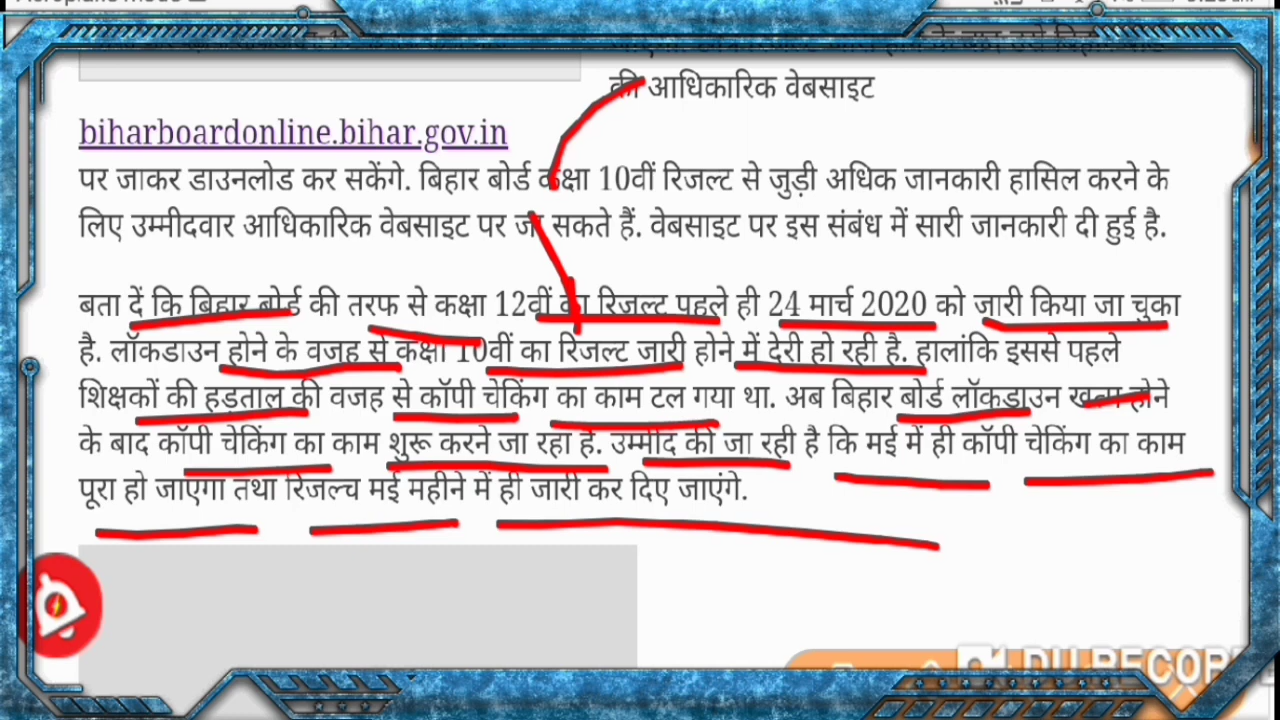 की आधिकारिक वेबसाइट
biharboardonline.bihar.gov.in
पर जाकर डाउनलोड कर सकेंगे. बिहार बोर्ड कक्षा 10वीं रिजल्ट से जुड़ी अधिक जानकारी हासिल करने के
लिए उम्मीदवार आधिकारिक वेबसाइट पर जा सकते हैं. वेबसाइट पर इस संबंध में सारी जानकारी दी हुई है.
बता दें कि बिहार बोर्ड की तरफ से कक्षा 12वीं का रिजल्ट पहले ही 24 मार्च 2020 को जारी किया जा चुका
है. लॉकडाउन होने के वजह से कक्षा 10वीं का रिजल्ट जारी होने में देरी हो रही है. हालांकि इससे पहले
शिक्षकों की हड़ताल की वजह से कॉपी चेकिंग का काम टल गया था. अब बिहार बोर्ड लॉकडाउन खत्म होने
के बाद कॉपी चेकिंग का काम शुरू करने जा रहा है. उम्मीद की जा रही है कि मई में ही कॉपी चेकिंग का काम
पूरा हो जाएगा तथा रिजल्च मई महीने में ही जारी कर दिए जाएंगे.
DU RECOR